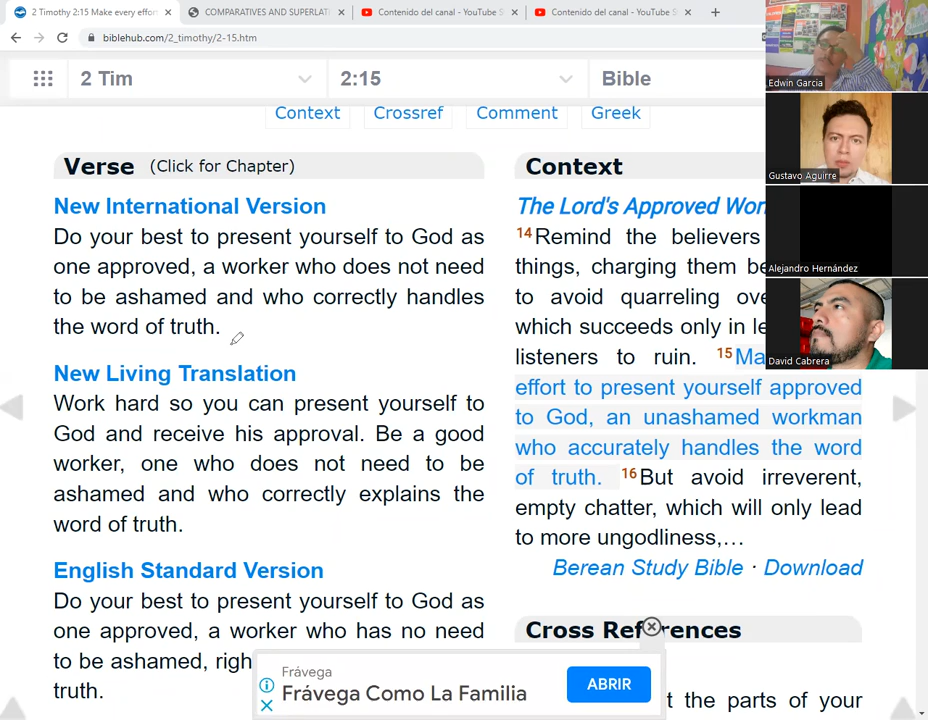 2 Timothy 2:15 Make every effor
COMPARATIVES AND SUPERLAT
Contenido del canal - YouTube S
Contenido del canal - YouTube S
biblehub.com/2_timothy/2-15.htm
2 Tim
2:15
Bible
Context
Crossref
Comment
Greek
Verse (Click for Chapter)
New International Version
Do your best to present yourself to God as
one approved, a worker who does not need
to be ashamed and who correctly handles
the word of truth.
New Living Translation
Work hard so you can present yourself to
God and receive his approval. Be a good
worker, one who does not need to be
ashamed and who correctly explains the
word of truth.
English Standard Version
Do your best to present yourself to God as
one approved, a worker who has no need
to be ashamed, righ
truth.
Context
The Lord's Approved Wor
14Remind the believers
things, charging them be
to avoid quarreling ove
which succeeds only in le
listeners to ruin. 15Ma
effort to present yourself approved
to God, an unashamed workman
who accurately handles the word
of truth. 16But avoid irreverent,
empty chatter, which will only lead
to more ungodliness,…
Berean Study Bible · Download
Cross References
t the parts of your
Frávega
Frávega Como La Familia
ABRIR
Edwin Garcia
Gustavo Aguirre
Alejandro Hernández
David Cabrera